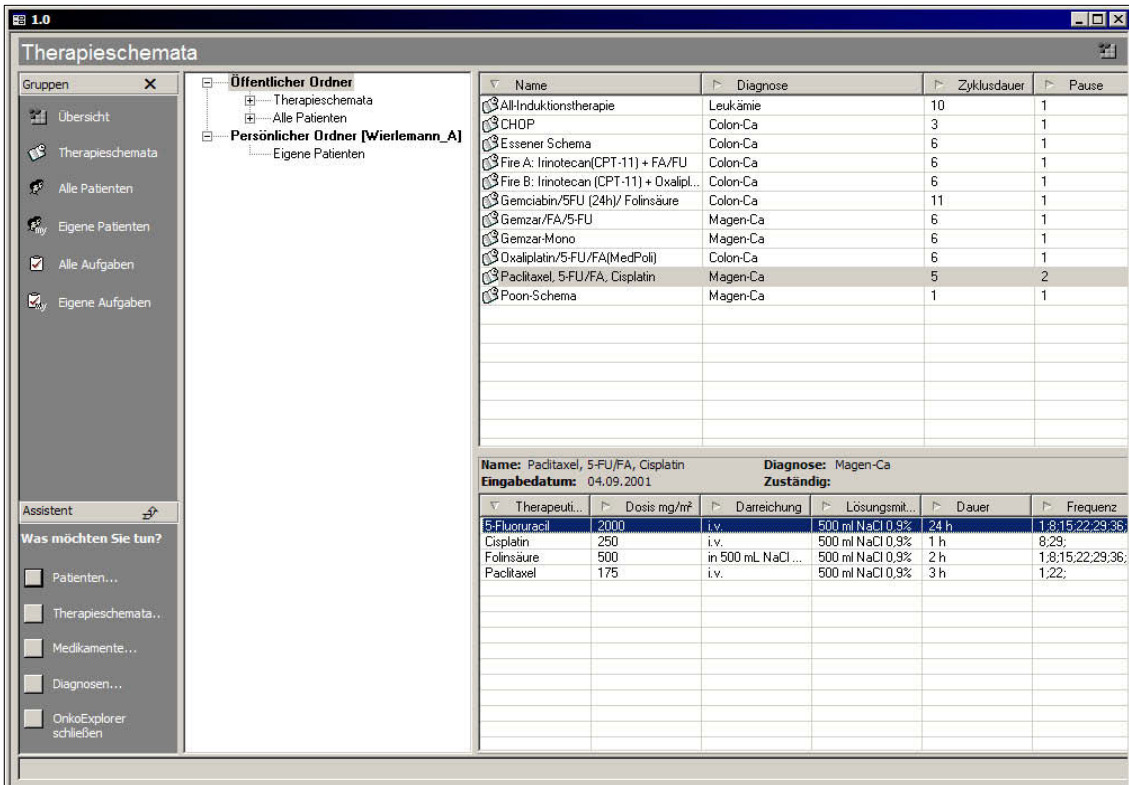 1.0
Therapieschemata
Gruppen
Übersicht
Therapieschemata
Alle Patienten
Eigene Patienten
Alle Aufgaben
Eigene Aufgaben
Assistent
Was möchten Sie tun?
Patienten...
Therapieschemata..
Medikamente...
Diagnosen...
OnkoExplorer
schließen
Öffentlicher Ordner
Therapieschemata
Alle Patienten
Persönlicher Ordner [Wierlemann_A]
Eigene Patienten
Name Diagnose Zyklusdauer Pause
All-Induktionstherapie Leukämie 10 1
CHOP Colon-Ca 3 1
Essener Schema Colon-Ca 6 1
Fire A: Irinotecan(CPT-11) + FA/FU Colon-Ca 6 1
Fire B: Irinotecan (CPT-11) + Oxalipl... Colon-Ca 6 1
Gemciabin/5FU (24h)/ Folinsäure Colon-Ca 11 1
Gemzar/FA/5-FU Magen-Ca 6 1
Gemzar-Mono Magen-Ca 6 1
Oxaliplatin/5-FU/FA(MedPoli) Colon-Ca 6 1
Paclitaxel, 5-FU/FA, Cisplatin Magen-Ca 5 2
Poon-Schema Magen-Ca 1 1
Name: Paclitaxel, 5-FU/FA, Cisplatin Diagnose: Magen-Ca
Eingabedatum: 04.09.2001 Zuständig:
Therapeuti... Dosis mg/m² Darreichung Lösungsmit... Dauer Frequenz
5-Fluoruracil 2000 i.v. 500 ml NaCl 0,9% 24 h 1;8;15;22;29;36;
Cisplatin 250 i.v. 500 ml NaCl 0,9% 1 h 8;29;
Folinsäure 500 in 500 mL NaCl ... 500 ml NaCl 0,9% 2 h 1;8;15;22;29;36;
Paclitaxel 175 i.v. 500 ml NaCl 0,9% 3 h 1;22;